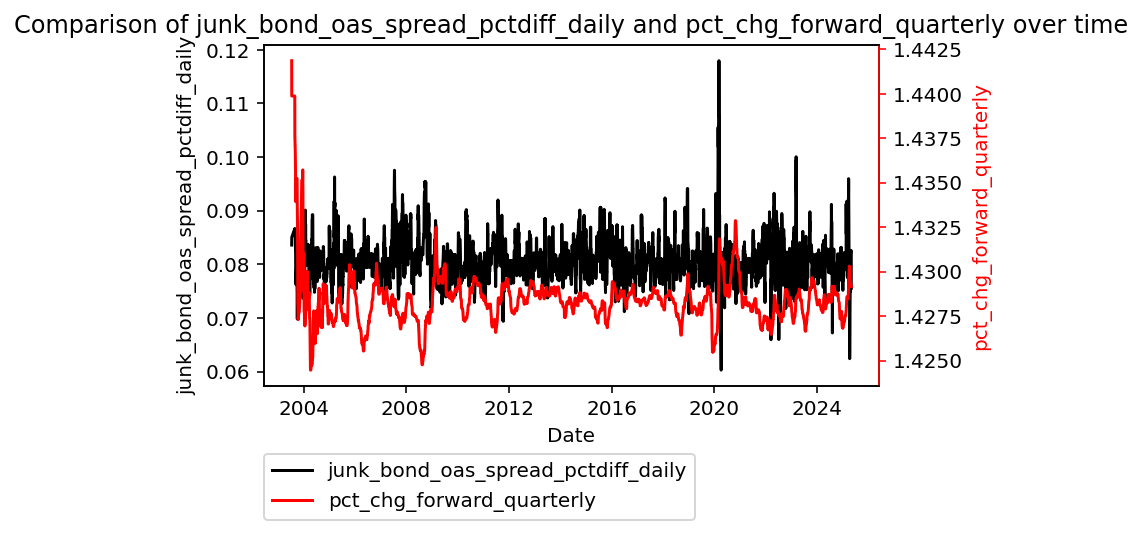 Comparison of junk_bond_oas_spread_pctdiff_daily and pct_chg_forward_quarterly over time
junk_bond_oas_spread_pctdiff_daily
0.12
0.11
0.10
0.09
0.08
0.07
0.06
1.4425
1.4400
1.4375
1.4350
1.4325
1.4300
1.4275
1.4250
pct_chg_forward_quarterly
2004 2008 2012 2016 2020 2024
Date
junk_bond_oas_spread_pctdiff_daily
pct_chg_forward_quarterly